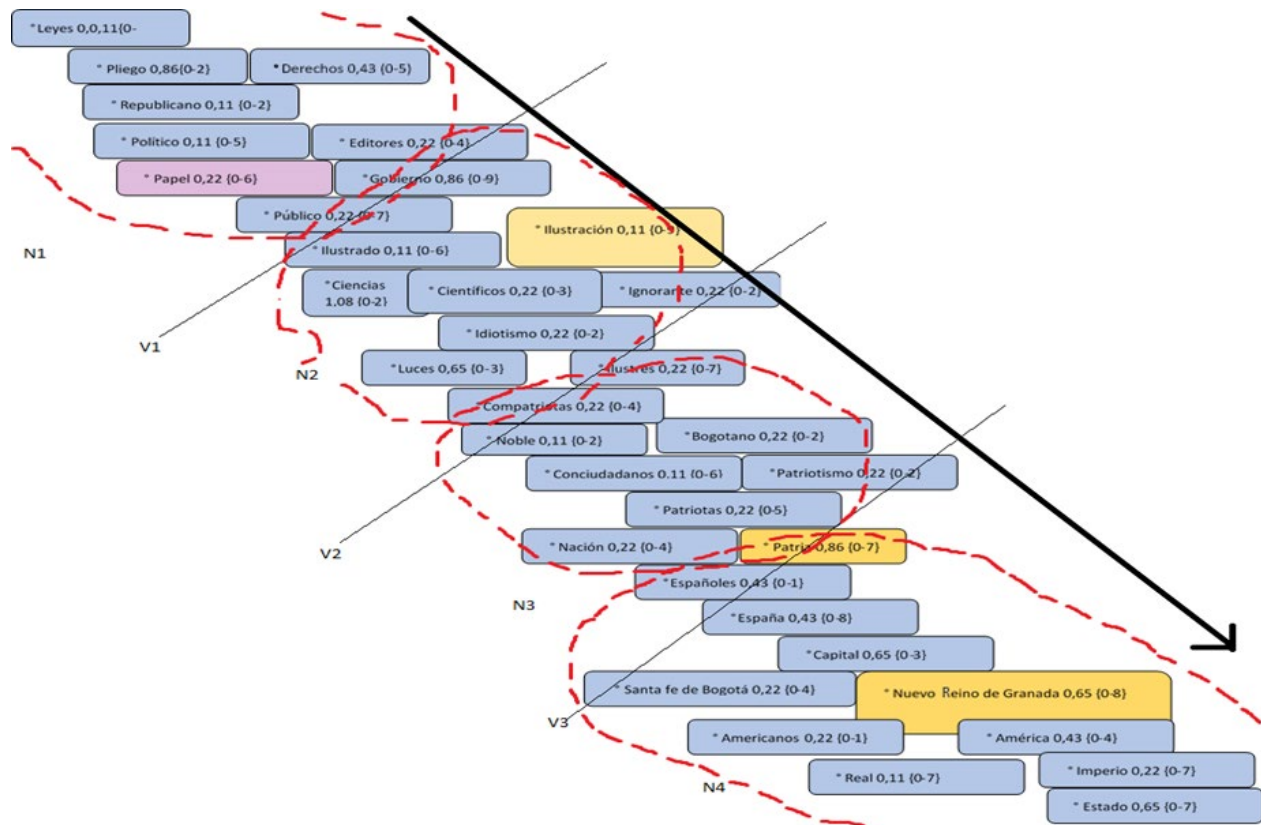 ° Leyes 0,0,11{0-
° Pliego 0,86{0-2}
° Derechos 0,43 {0-5}
° Republicano 0,11 {0-2}
° Político 0,11 {0-5}
° Editores 0,22 {0-4}
° Papel 0,22 {0-6}
° Gobierno 0,86 {0-9}
° Público 0,22 {0-7}
° Ilustración 0,11 {0-5}
° Ilustrado 0,11 {0-6}
N1
° Ciencias
1,08 {0-2}
° Científicos 0,22 {0-3}
° Ignorante 0,22 {0-2}
° Idiotismo 0,22 {0-2}
V1
N2
° Luces 0,65 {0-3}
° Ilustres 0,22 {0-7}
° Compatriotas 0,22 {0-4}
° Noble 0,11 {0-2}
° Bogotano 0,22 {0-2}
° Conciudadanos 0.11 {0-6}
° Patriotismo 0,22 {0-2}
° Patriotas 0,22 {0-5}
V2
° Nación 0,22 {0-4}
° Patria 0,86 {0-7}
° Españoles 0,43 {0-1}
N3
° España 0,43 {0-8}
° Capital 0,65 {0-3}
° Santa fe de Bogotá 0,22 {0-4}
° Nuevo Reino de Granada 0,65 {0-8}
V3
° Americanos 0,22 {0-1}
° América 0,43 {0-4}
° Real 0,11 {0-7}
° Imperio 0,22 {0-7}
N4
° Estado 0,65 {0-7}